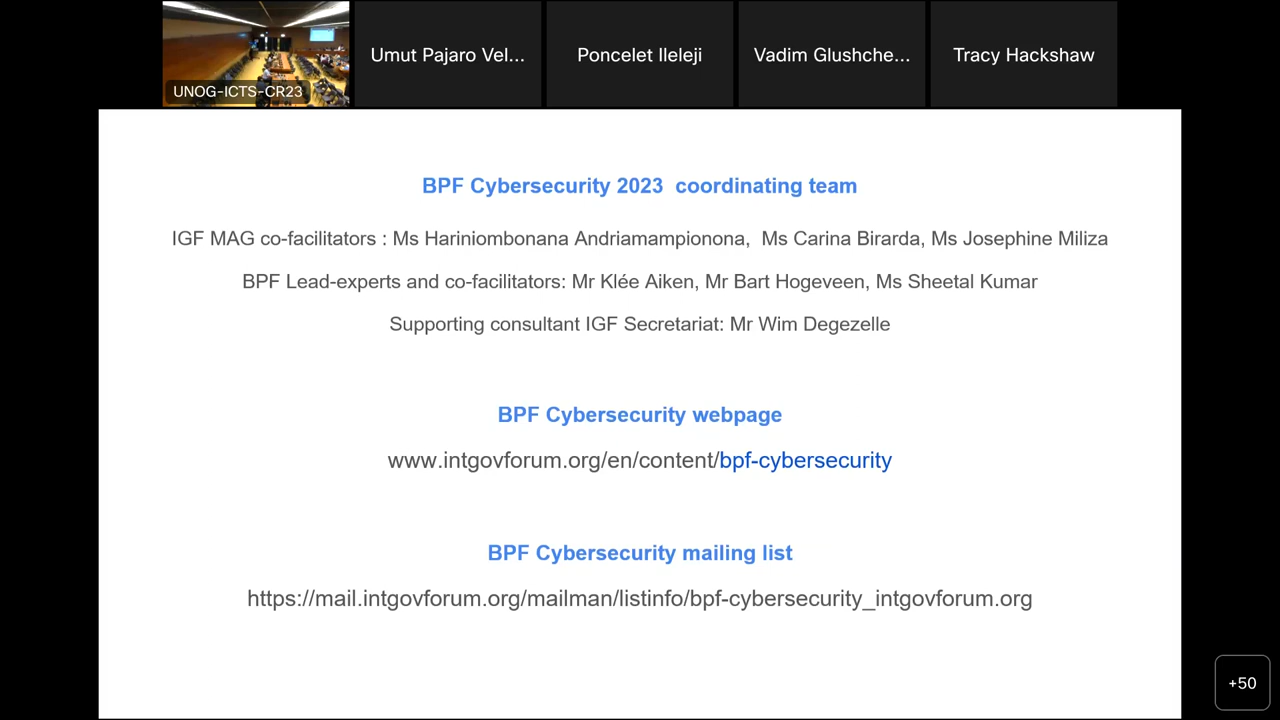 UNOG-ICTS-CR23
Umut Pajaro Vel...
Poncelet Ileleji
Vadim Glushche...
Tracy Hackshaw
BPF Cybersecurity 2023  coordinating team
IGF MAG co-facilitators : Ms Hariniombonana Andriamampionona,  Ms Carina Birarda, Ms Josephine Miliza
BPF Lead-experts and co-facilitators: Mr Klée Aiken, Mr Bart Hogeveen, Ms Sheetal Kumar
Supporting consultant IGF Secretariat: Mr Wim Degezelle
BPF Cybersecurity webpage
www.intgovforum.org/en/content/bpf-cybersecurity
BPF Cybersecurity mailing list
https://mail.intgovforum.org/mailman/listinfo/bpf-cybersecurity_intgovforum.org
+50